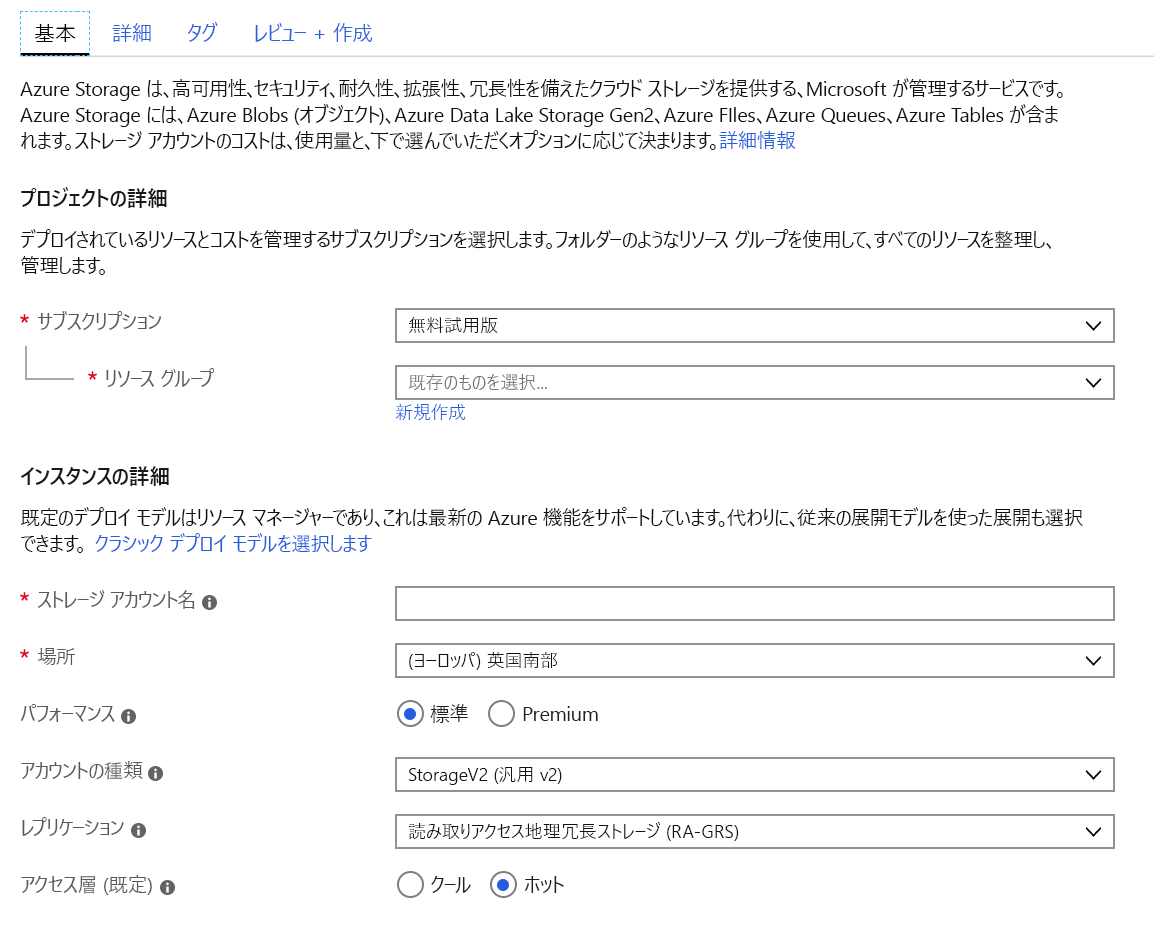 基本 詳細 タグ レビュー + 作成
Azure Storage は、高可用性、セキュリティ、耐久性、拡張性、冗長性を備えたクラウド ストレージを提供する、Microsoft が管理するサービスです。
Azure Storage には、Azure Blobs (オブジェクト)、Azure Data Lake Storage Gen2、Azure FIles、Azure Queues、Azure Tables が含ま
れます。ストレージ アカウントのコストは、使用量と、下で選んでいただくオプションに応じて決まります。詳細情報
プロジェクトの詳細
デプロイされているリソースとコストを管理するサブスクリプションを選択します。フォルダーのようなリソース グループを使用して、すべてのリソースを整理し、
管理します。
* サブスクリプション 無料試用版
* リソース グループ 既存のものを選択...
新規作成
インスタンスの詳細
既定のデプロイ モデルはリソース マネージャーであり、これは最新の Azure 機能をサポートしています。代わりに、従来の展開モデルを使った展開も選択
できます。 クラシック デプロイ モデルを選択します
* ストレージ アカウント名
* 場所 (ヨーロッパ) 英国南部
パフォーマンス 標準 Premium
アカウントの種類 StorageV2 (汎用 v2)
レプリケーション 読み取りアクセス地理冗長ストレージ (RA-GRS)
アクセス層 (既定) クール ホット